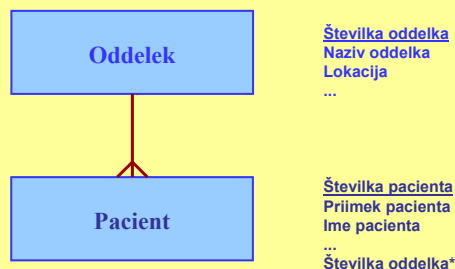 Oddelek
Številka oddelka
Naziv oddelka
Lokacija
...
Pacient
Številka pacienta
Priimek pacienta
Ime pacienta
...
Številka oddelka*